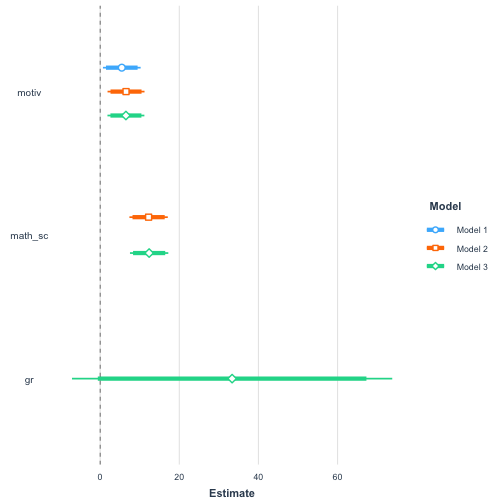 motiv
math_sc
gr
0 20 40 60
Estimate
Model
Model 1
Model 2
Model 3